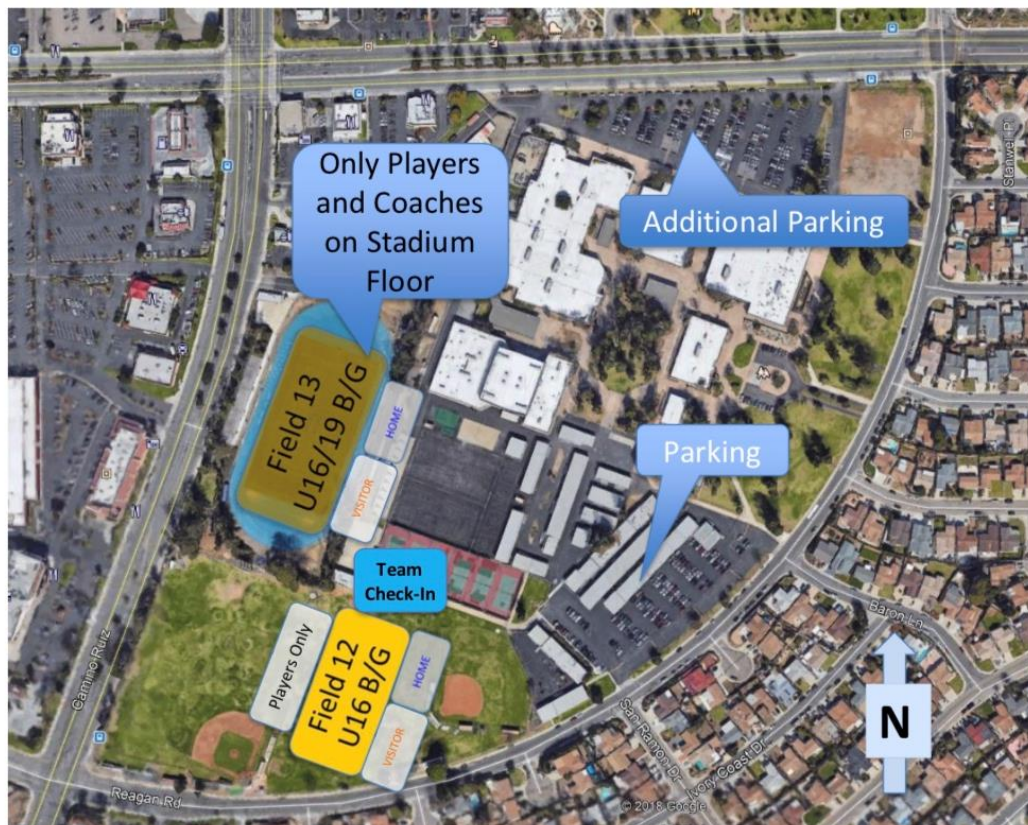 Only Players
and Coaches
on Stadium
Floor
Additional Parking
Stanwell Pl
Field 13
U16/19 B/G
HOME
VISITOR
Parking
Team
Check-In
Players Only
Field 12
U16 B/G
HOME
VISITOR
Camino Ruiz
Reagan Rd
San Ramon Dr
Ivory Coast Dr
Baron Ln
N
© 2018 Google